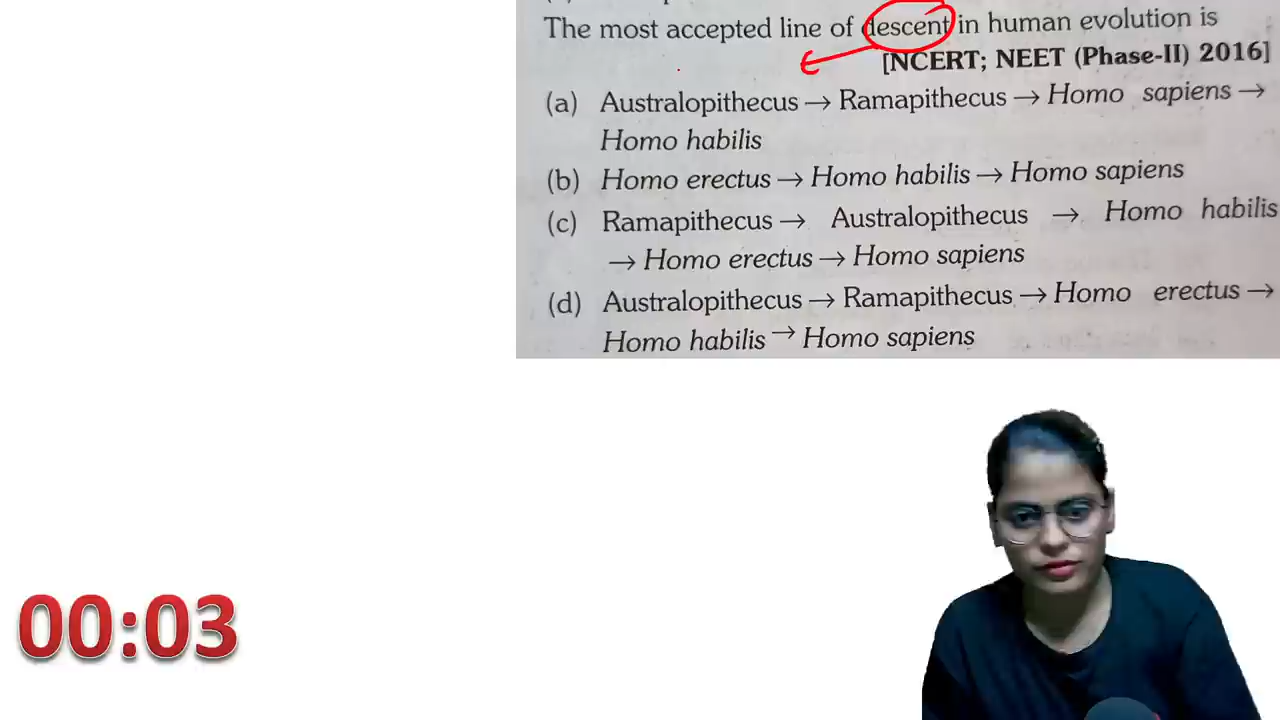 The most accepted line of descent in human evolution is
[NCERT; NEET (Phase-II) 2016]
(a) Australopithecus → Ramapithecus → Homo sapiens →
Homo habilis
(b) Homo erectus → Homo habilis → Homo sapiens
(c) Ramapithecus → Australopithecus → Homo habilis
→ Homo erectus → Homo sapiens
(d) Australopithecus → Ramapithecus → Homo erectus →
Homo habilis → Homo sapiens
00:03